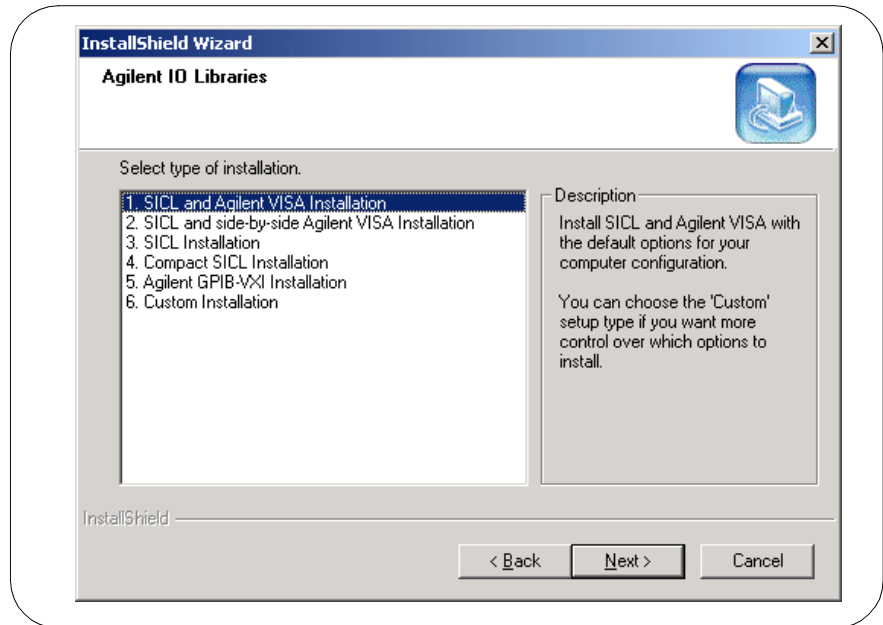 InstallShield Wizard
Agilent IO Libraries
Select type of installation.
1. SICL and Agilent VISA Installation
2. SICL and side-by-side Agilent VISA Installation
3. SICL Installation
4. Compact SICL Installation
5. Agilent GPIB-VXI Installation
6. Custom Installation
Description
Install SICL and Agilent VISA with
the default options for your
computer configuration.
You can choose the 'Custom'
setup type if you want more
control over which options to
install.
InstallShield
< Back
Next >
Cancel